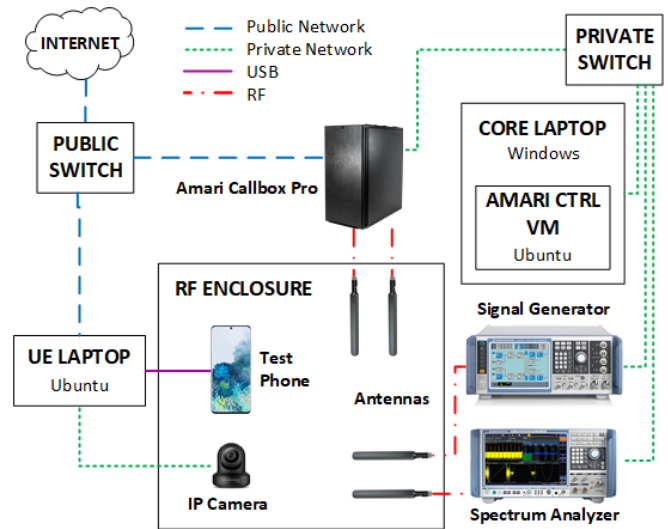 INTERNET
Public Network
Private Network
USB
RF
PRIVATE
SWITCH
PUBLIC
SWITCH
Amari Callbox Pro
CORE LAPTOP
Windows
AMARI CTRL
VM
Ubuntu
RF ENCLOSURE
Signal Generator
UE LAPTOP
Ubuntu
Test
Phone
Antennas
IP Camera
Spectrum Analyzer